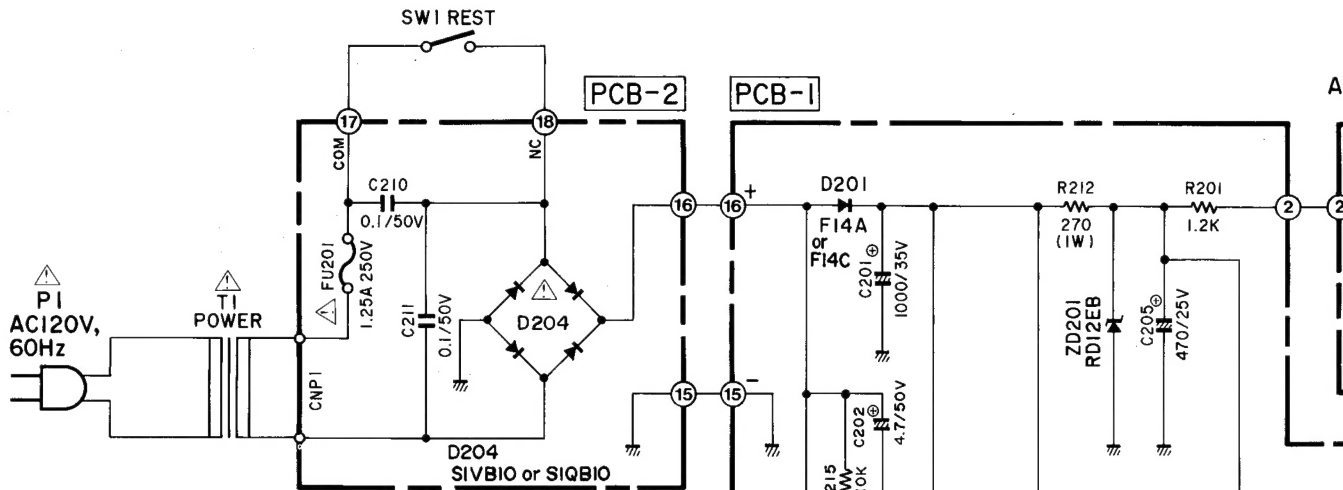 SW1 REST
PCB-2
PCB-1
A
17
18
COM
NC
C210
0.1/50V
FU201
1.25A 250V
C211
0.1/50V
D204
P1
AC120V,
60Hz
T1
POWER
CNP1
D204
S1VB10 or S1QB10
16
16
+
15
15
-
D201
F14A
or
F14C
C201
1000/35V
R212
270
(1W)
R201
1.2K
2
2
ZD201
RD12EB
C205
470/25V
C202
4.7/50V